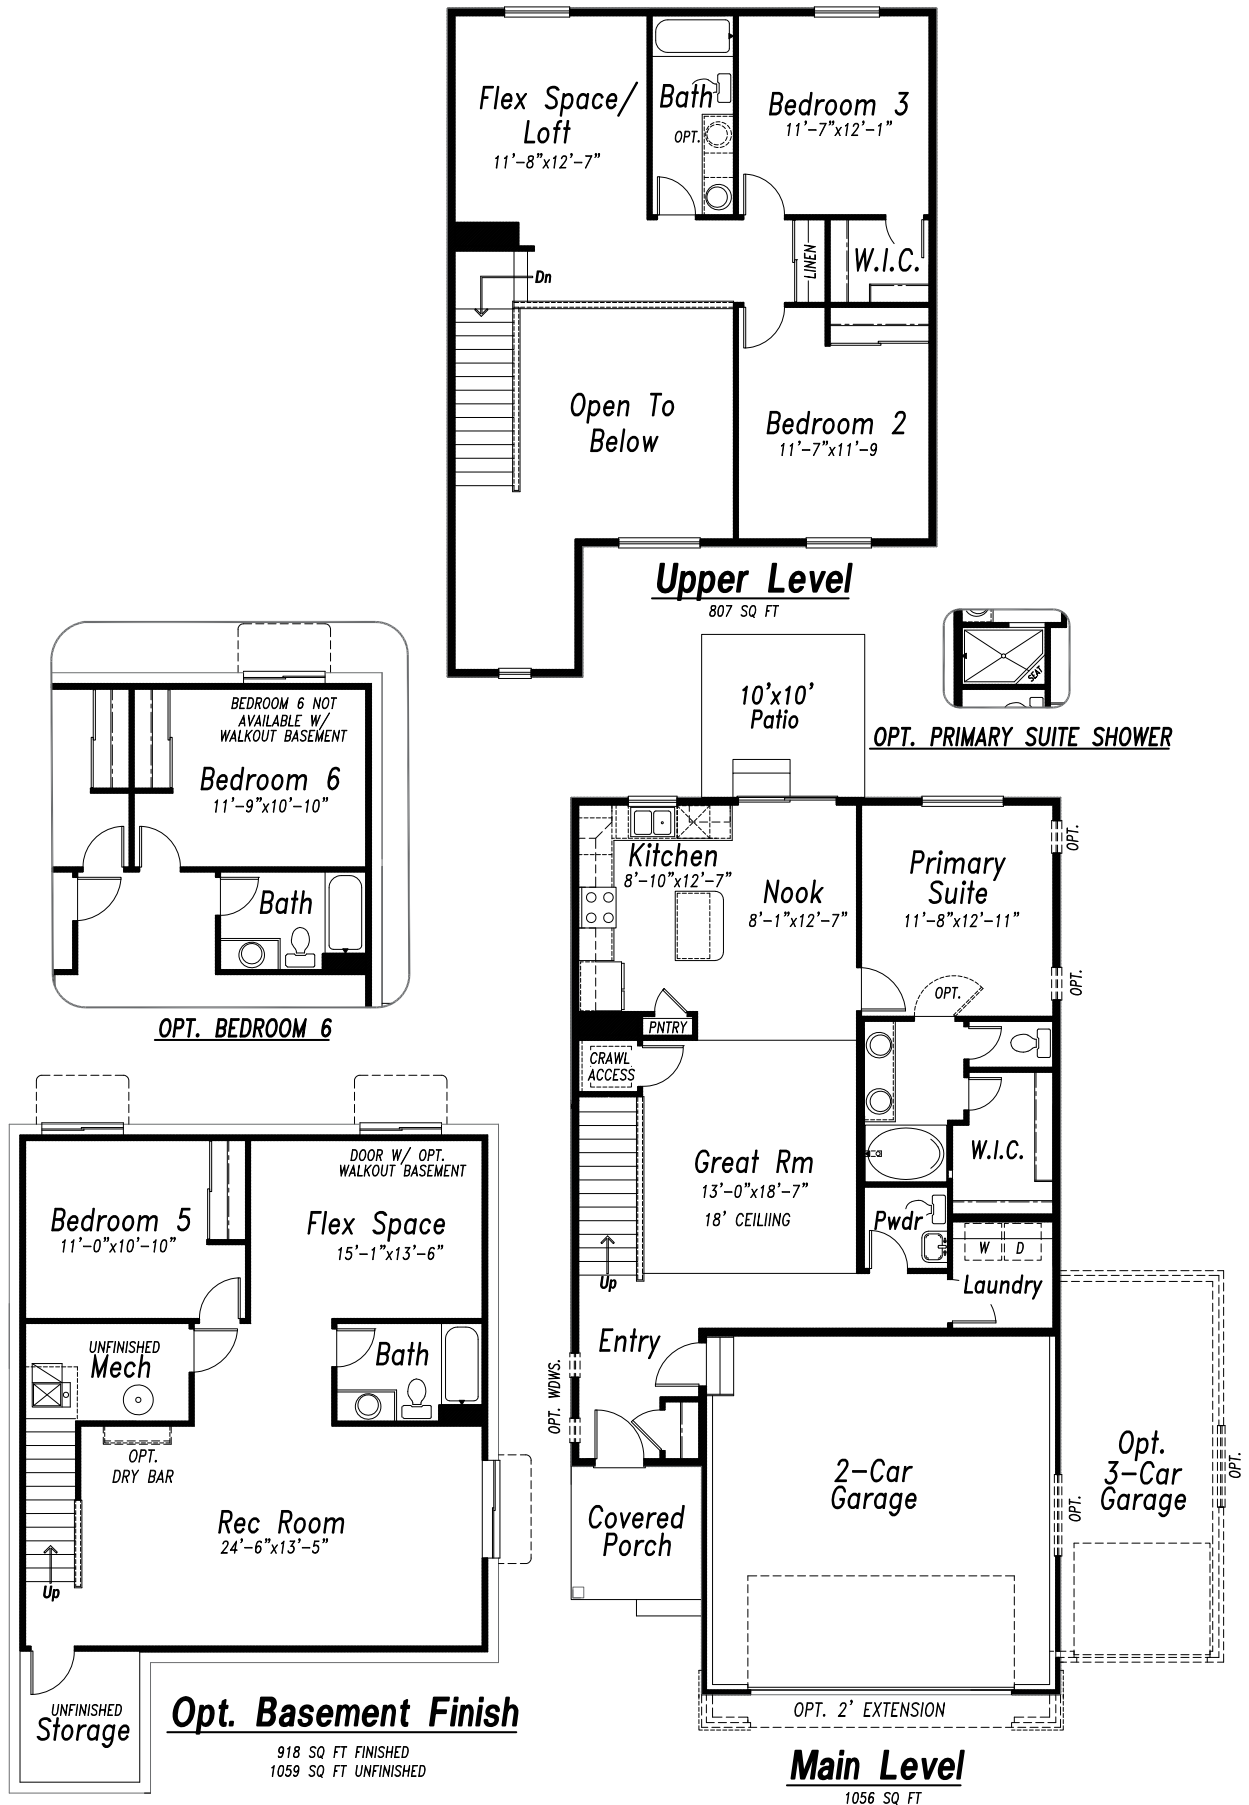 Flex Space/
Loft
11'-8"x12'-7"
Bath
OPT.
Bedroom 3
11'-7"x12'-1"
LINEN
W.I.C.
Dn
Open To
Below
Bedroom 2
11'-7"x11'-9
Upper Level
807 SQ FT
SEAT
OPT. PRIMARY SUITE SHOWER
BEDROOM 6 NOT
AVAILABLE W/
WALKOUT BASEMENT
Bedroom 6
11'-9"x10'-10"
Bath
OPT. BEDROOM 6
10'x10'
Patio
Kitchen
8'-10"x12'-7"
Nook
8'-1"x12'-7"
Primary
Suite
11'-8"x12'-11"
OPT.
OPT.
OPT.
PNTRY
CRAWL
ACCESS
Great Rm
13'-0"x18'-7"
18' CEILIING
W.I.C.
Pwdr
W D
Laundry
Up
Entry
OPT. WDWS.
Covered
Porch
2-Car
Garage
OPT.
Opt.
3-Car
Garage
OPT.
OPT. 2' EXTENSION
Main Level
1056 SQ FT
DOOR W/ OPT.
WALKOUT BASEMENT
Bedroom 5
11'-0"x10'-10"
Flex Space
15'-1"x13'-6"
UNFINISHED
Mech
Bath
OPT.
DRY BAR
Rec Room
24'-6"x13'-5"
Up
UNFINISHED
Storage
Opt. Basement Finish
918 SQ FT FINISHED
1059 SQ FT UNFINISHED